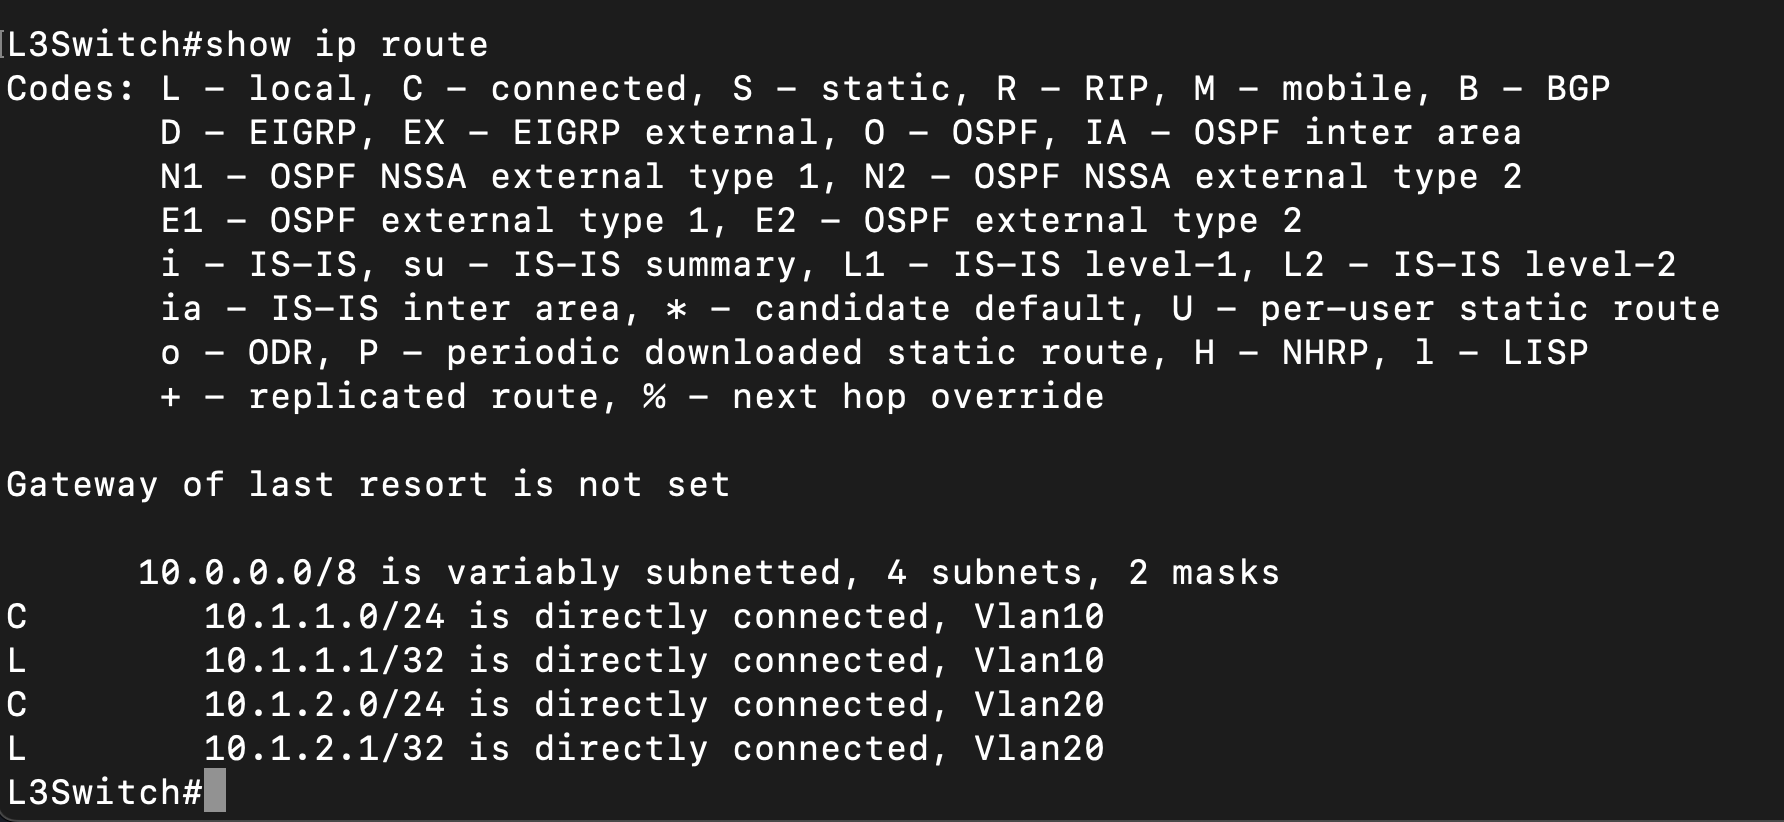 L3Switch#show ip route
Codes: L - local, C - connected, S - static, R - RIP, M - mobile, B - BGP
       D - EIGRP, EX - EIGRP external, O - OSPF, IA - OSPF inter area
       N1 - OSPF NSSA external type 1, N2 - OSPF NSSA external type 2
       E1 - OSPF external type 1, E2 - OSPF external type 2
       i - IS-IS, su - IS-IS summary, L1 - IS-IS level-1, L2 - IS-IS level-2
       ia - IS-IS inter area, * - candidate default, U - per-user static route
       o - ODR, P - periodic downloaded static route, H - NHRP, l - LISP
       + - replicated route, % - next hop override

Gateway of last resort is not set

      10.0.0.0/8 is variably subnetted, 4 subnets, 2 masks
C        10.1.1.0/24 is directly connected, Vlan10
L        10.1.1.1/32 is directly connected, Vlan10
C        10.1.2.0/24 is directly connected, Vlan20
L        10.1.2.1/32 is directly connected, Vlan20
L3Switch#